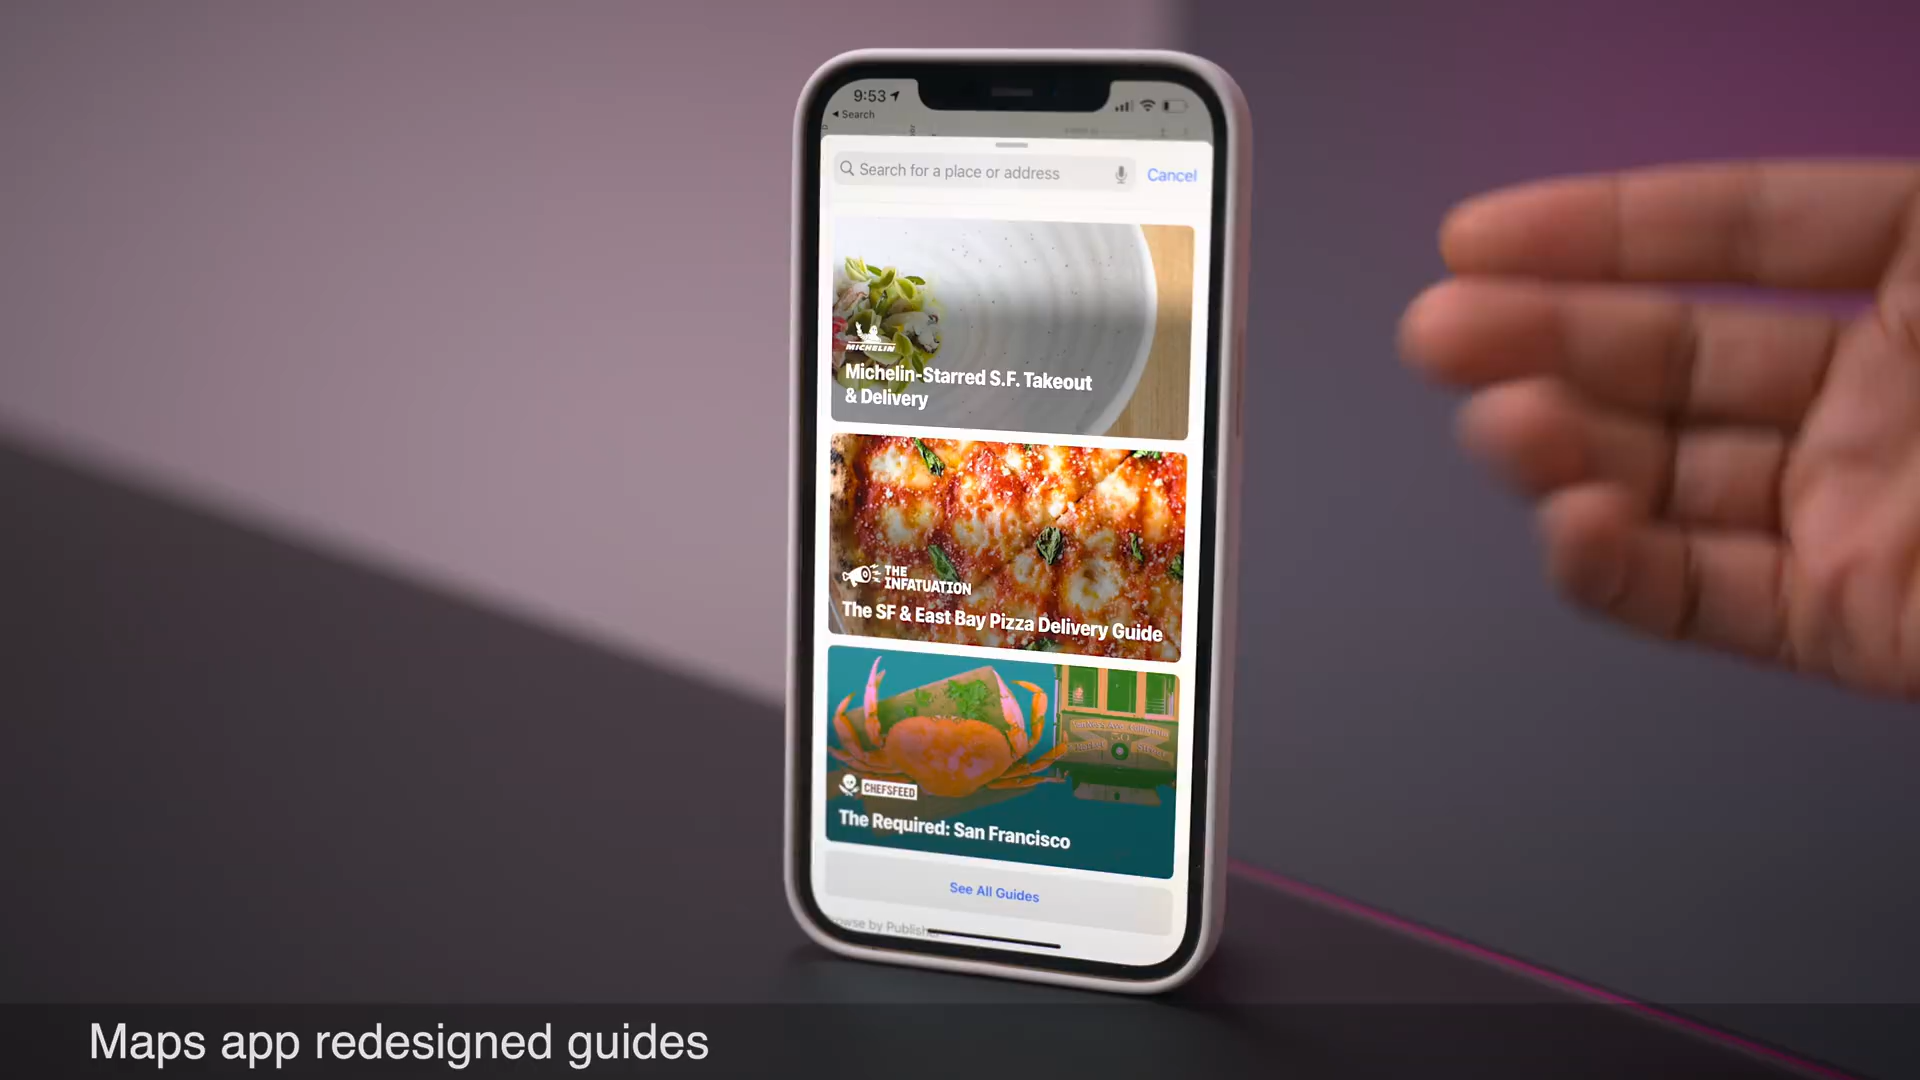 9:53
Search
Search for a place or address
Cancel
MICHELIN
Michelin-Starred S.F. Takeout
& Delivery
THE
INFATUATION
The SF & East Bay Pizza Delivery Guide
CHEFSFEED
The Required: San Francisco
See All Guides
Maps app redesigned guides